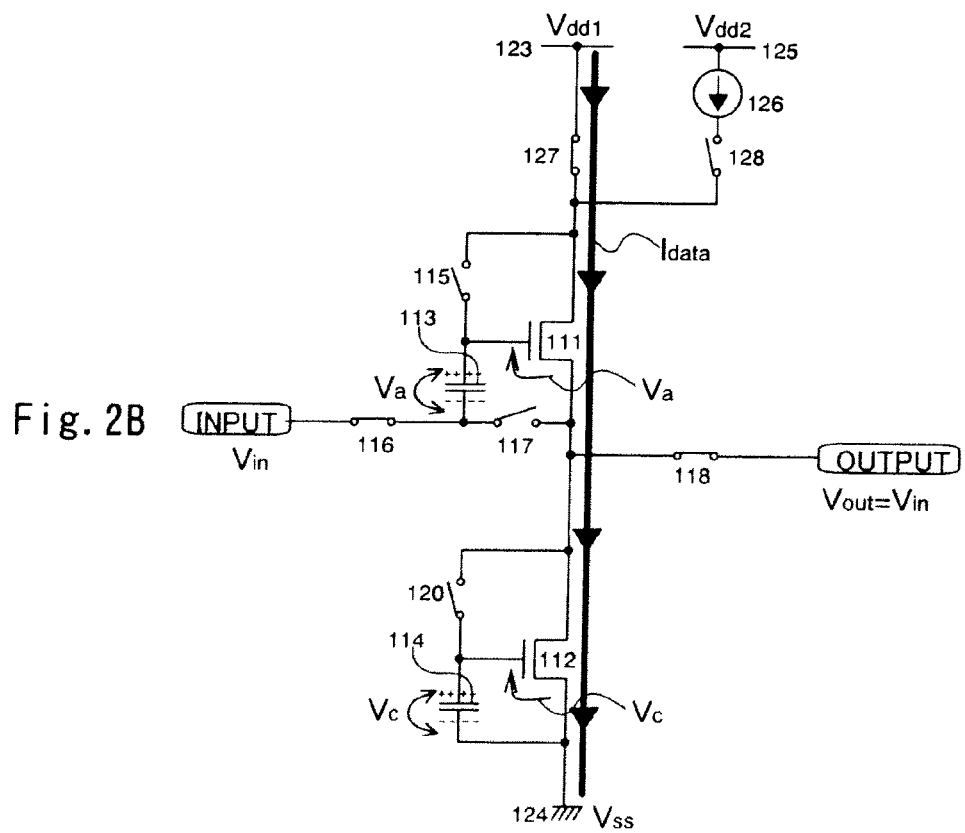 Vdd1
Vdd2
123
125
126
127
128
Idata
115
113
111
Va
Va
Fig. 2B
INPUT
116
117
118
OUTPUT
Vin
Vout=Vin
120
114
112
Vc
Vc
124
Vss